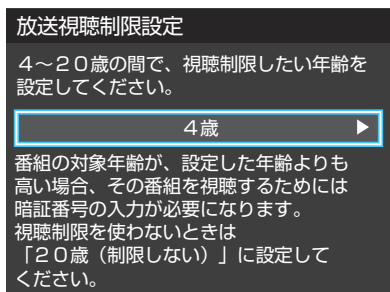 放送視聴制限設定
４～２０歳の間で、視聴制限したい年齢を
設定してください。
４歳
番組の対象年齢が、設定した年齢よりも
高い場合、その番組を視聴するためには
暗証番号の入力が必要になります。
視聴制限を使わないときは
「２０歳（制限しない）」に設定して
ください。